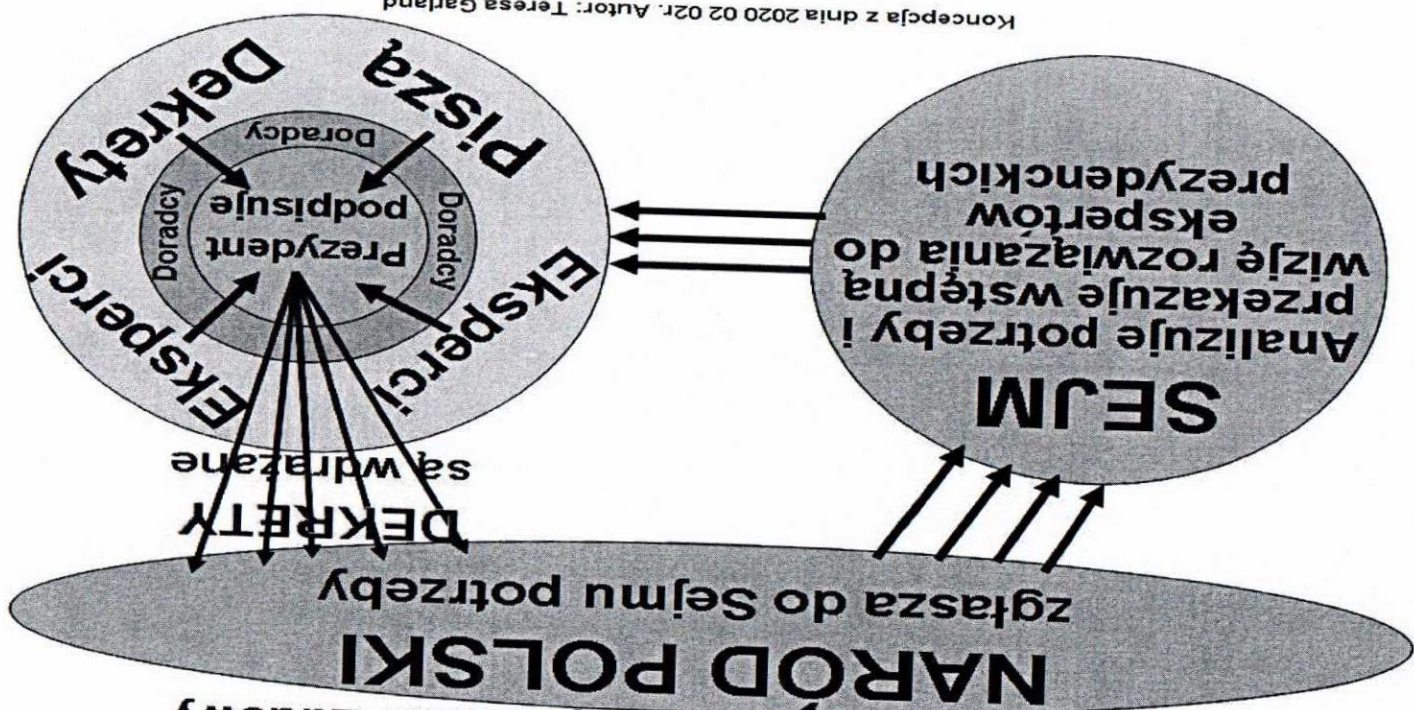 NARÓD POLSKI
zgłasza do Sejmu potrzeby
SEJM
Analizuje potrzeby i
przekazuje wstępną
wizję rozwiązania do
ekspertów
prezydenckich
DEKRETY
są wdrażane
Eksperci
Eksperci
Doradcy
Prezydent
podpisuje
Doradcy
Doradcy
Piszą
Dekrety
Koncepcja z dnia 2020 02 02r. Autor: Teresa Garland